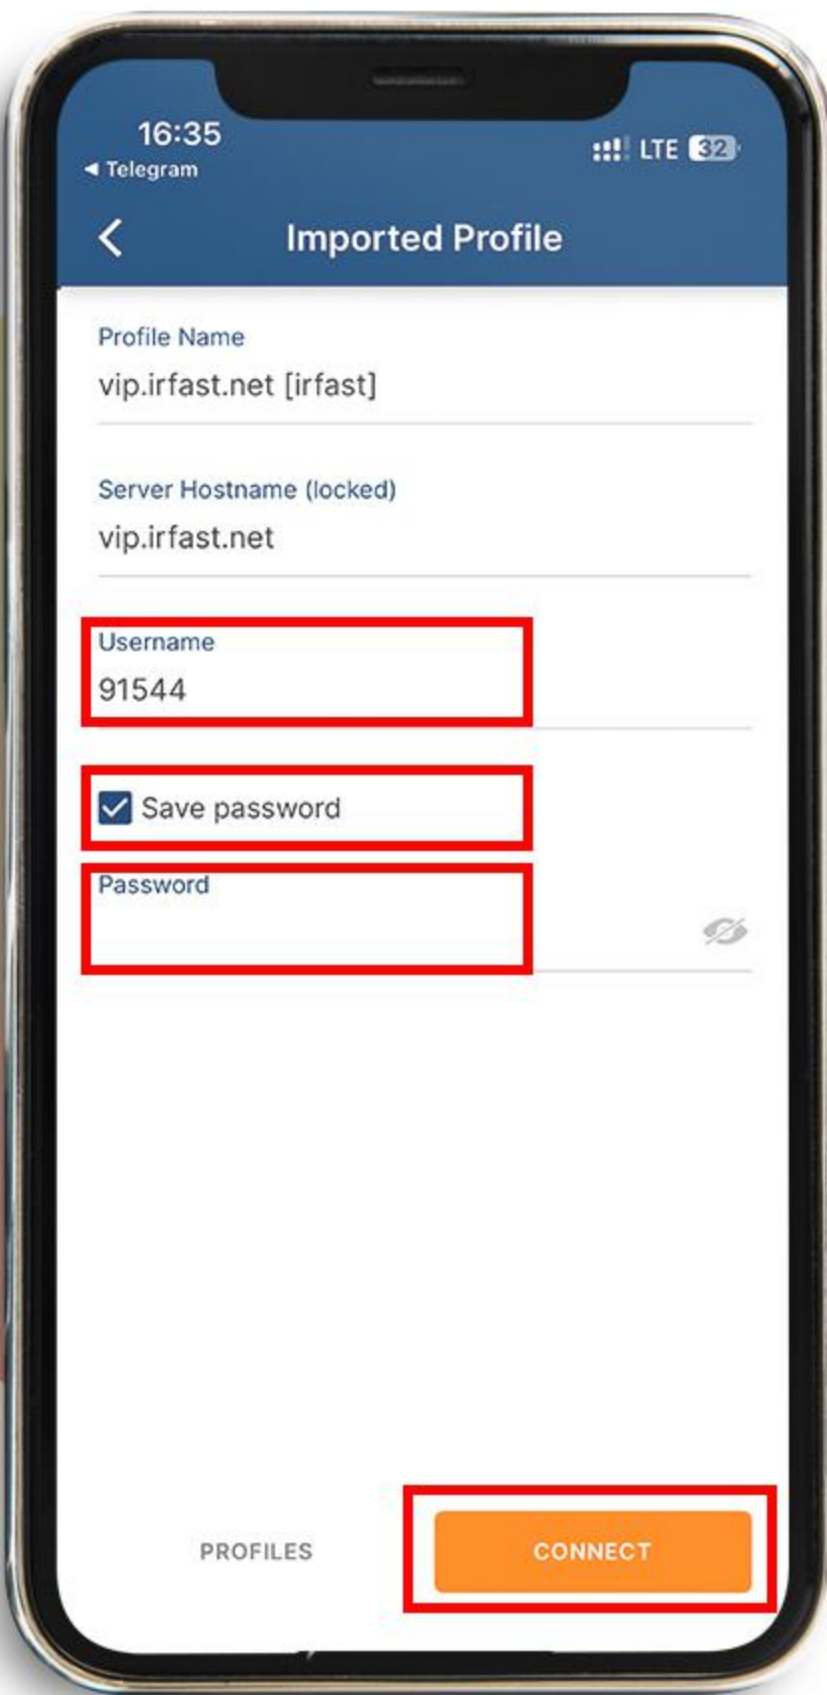 16:35
LTE 32
◀ Telegram
Imported Profile
Profile Name
vip.irfast.net [irfast]
Server Hostname (locked)
vip.irfast.net
Username
91544
Save password
Password
PROFILES
CONNECT